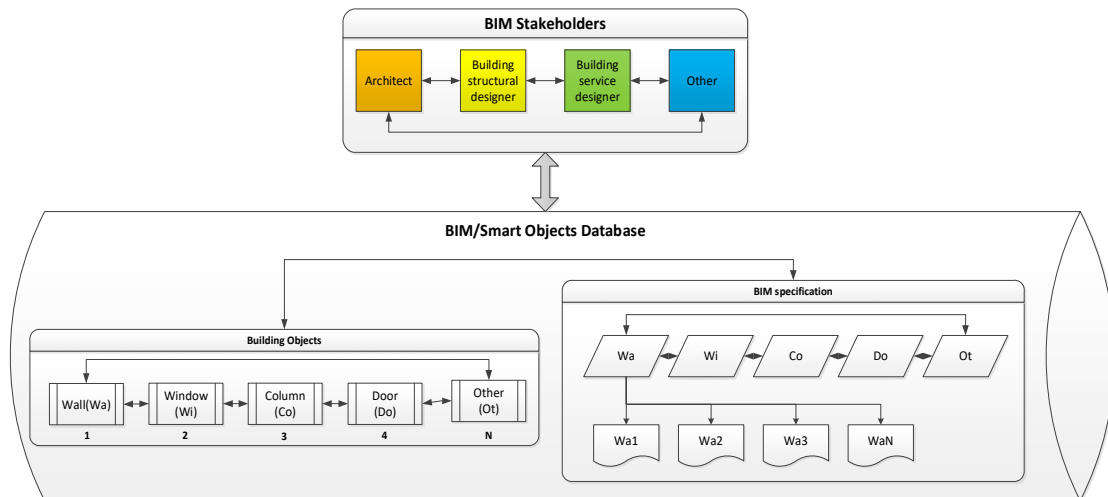 BIM Stakeholders
Architect
Building
structural
designer
Building
service
designer
Other
BIM/Smart Objects Database
Building Objects
Wall(Wa)
Window
(Wi)
Column
(Co)
Door
(Do)
Other
(Ot)
1
2
3
4
N
BIM specification
Wa
Wi
Co
Do
Ot
Wa1
Wa2
Wa3
WaN